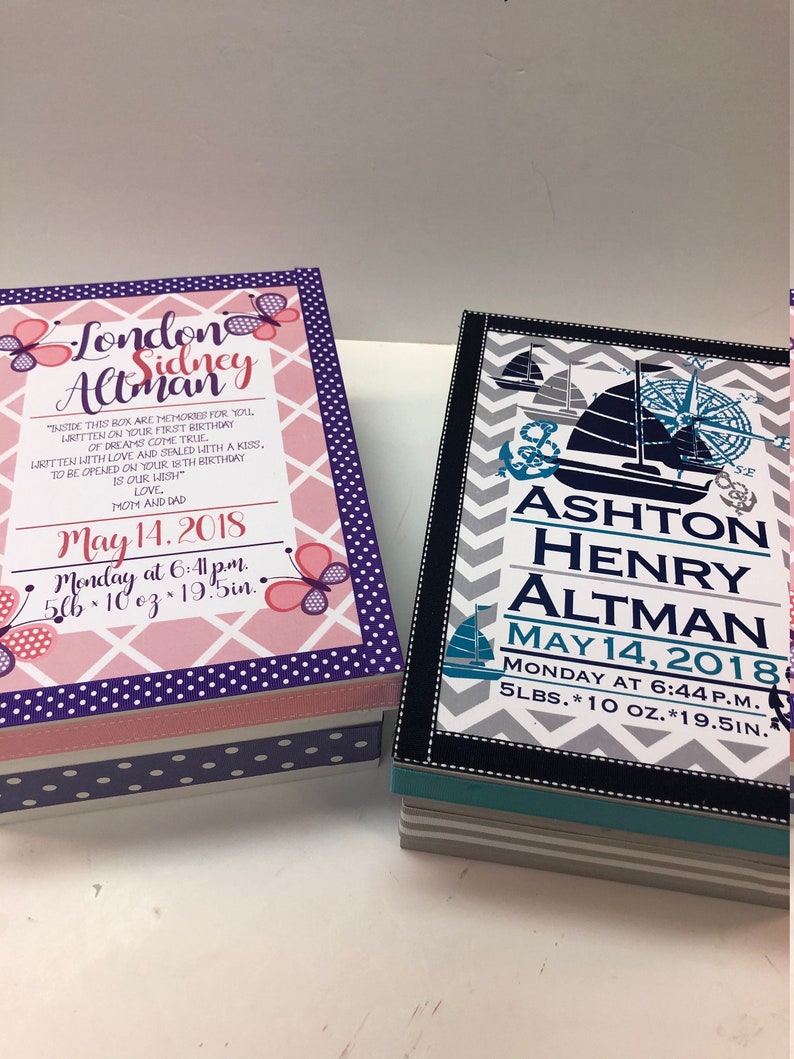 London
Sidney
Altman
"INSIDE THIS BOX ARE MEMORIES FOR YOU,
WRITTEN ON YOUR FIRST BIRTHDAY
OF DREAMS COME TRUE.
WRITTEN WITH LOVE AND SEALED WITH A KISS,
TO BE OPENED ON YOUR 18TH BIRTHDAY
IS OUR WISH"
LOVE,
MOM AND DAD
May 14, 2018
Monday at 6:41 p.m.
5lb * 10 oz * 19.5in.
N
E
SE
S
ASHTON
HENRY
ALTMAN
MAY 14, 2018
MONDAY AT 6:44 P.M.
5LBS.*10 OZ.*19.5IN.